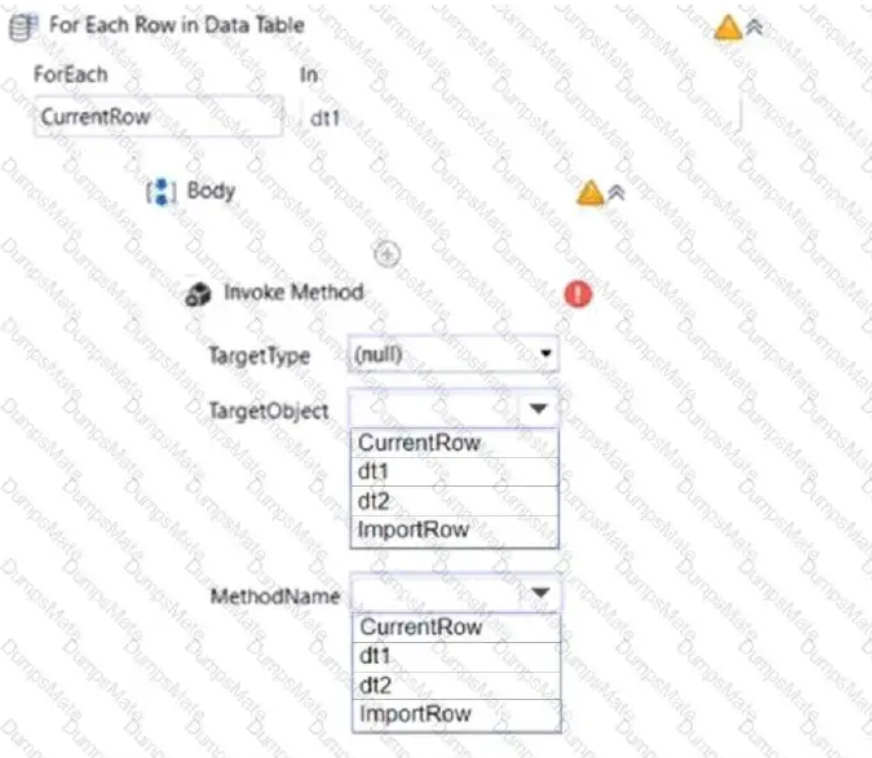 For Each Row in Data Table
ForEach In
CurrentRow dt1
Body
Invoke Method
TargetType (null)
TargetObject
CurrentRow
dt1
dt2
ImportRow
MethodName
CurrentRow
dt1
dt2
ImportRow
DumpsMate